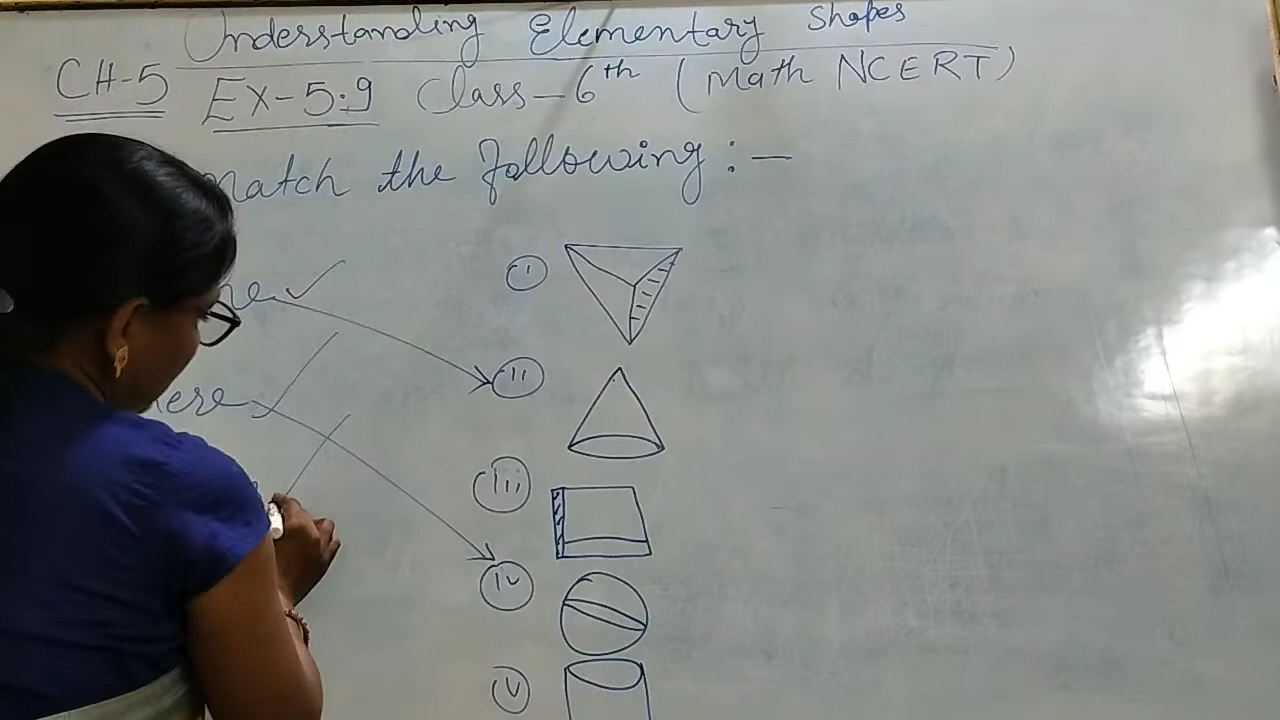 Understanding Elementary Shapes
CH-5 EX-5.9 Class-6th (Math NCERT)
match the following:-
i
ii
iii
iv
v